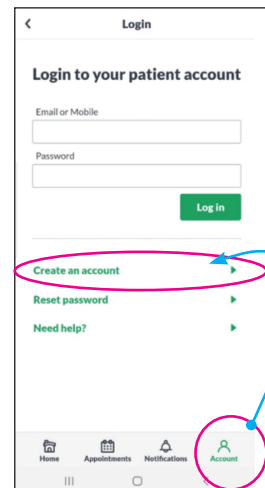 Login
Login to your patient account
Email or Mobile
Password
Log in
Create an account
Reset password
Need help?
Home Appointments Notifications Account